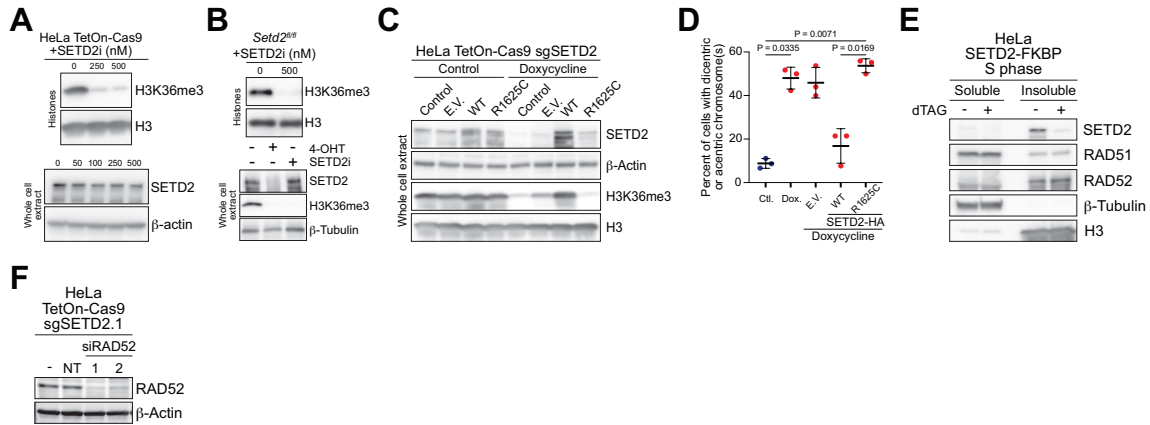 A
HeLa TetOn-Cas9
+SETD2i (nM)
0 250 500
Histones
H3K36me3
H3
0 50 100 250 500
Whole cell
extract
SETD2
β-actin
B
Setd2fl/fl
+SETD2i (nM)
0 500
Histones
H3K36me3
H3
- + - 4-OHT
- - + SETD2i
Whole cell
extract
SETD2
H3K36me3
β-Tubulin
C
HeLa TetOn-Cas9 sgSETD2
Control Doxycycline
Control E.V. WT R1625C Control E.V. WT R1625C
Whole cell extract
SETD2
β-Actin
H3K36me3
H3
D
P = 0.0071
P = 0.0335 P = 0.0169
Percent of cells with dicentric
or acentric chromosome(s)
60
40
20
0
Ctl. Dox. E.V. WT R1625C
SETD2-HA
Doxycycline
E
HeLa
SETD2-FKBP
S phase
Soluble Insoluble
dTAG - + - +
SETD2
RAD51
RAD52
β-Tubulin
H3
F
HeLa
TetOn-Cas9
sgSETD2.1
siRAD52
- NT 1 2
RAD52
β-Actin